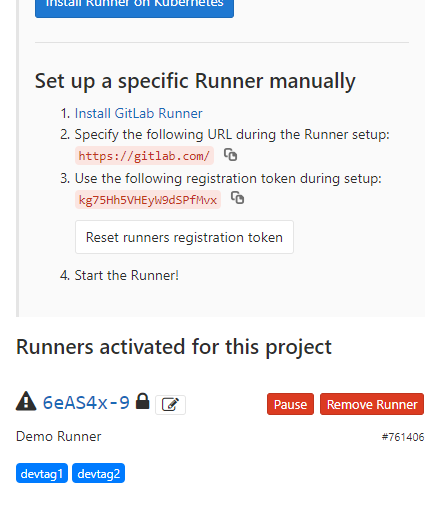 Install Runner on Kubernetes
Set up a specific Runner manually
1. Install GitLab Runner
2. Specify the following URL during the Runner setup:
https://gitlab.com/
3. Use the following registration token during setup:
kg75Hh5VHEyW9dSPfMvx
Reset runners registration token
4. Start the Runner!
Runners activated for this project
6eAS4x-9
Pause
Remove Runner
Demo Runner
#761406
devtag1 devtag2